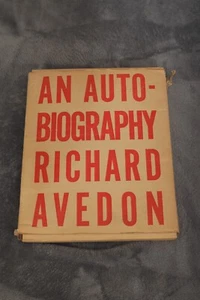 AN AUTO-
BIOGRAPHY
RICHARD
AVEDON